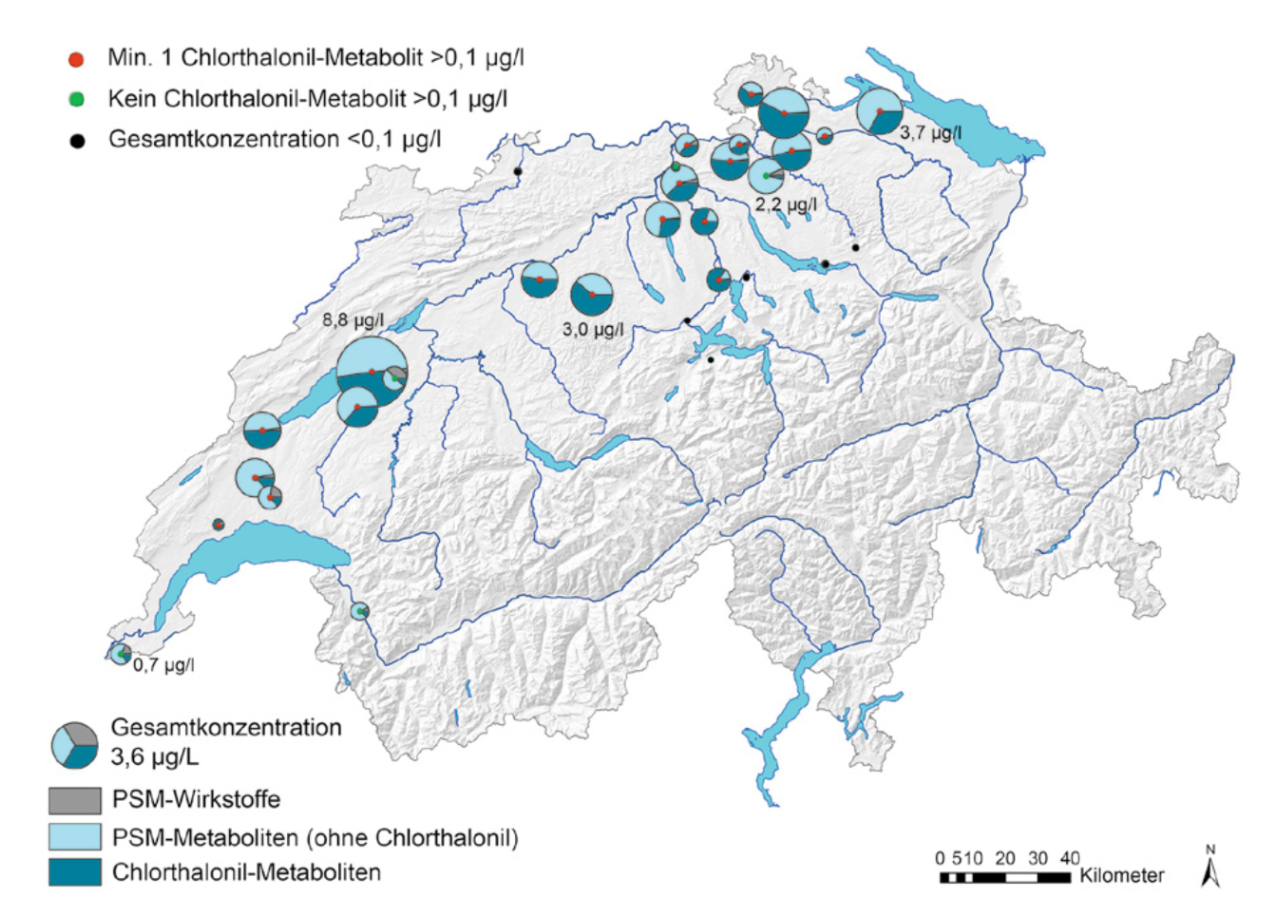 Min. 1 Chlorthalonil-Metabolit >0,1 µg/l
Kein Chlorthalonil-Metabolit >0,1 µg/l
Gesamtkonzentration <0,1 µg/l
3,7 µg/l
2,2 µg/l
8,8 µg/l
3,0 µg/l
0,7 µg/l
Gesamtkonzentration
3,6 µg/L
PSM-Wirkstoffe
PSM-Metaboliten (ohne Chlorthalonil)
Chlorthalonil-Metaboliten
0 510 20 30 40
Kilometer
N